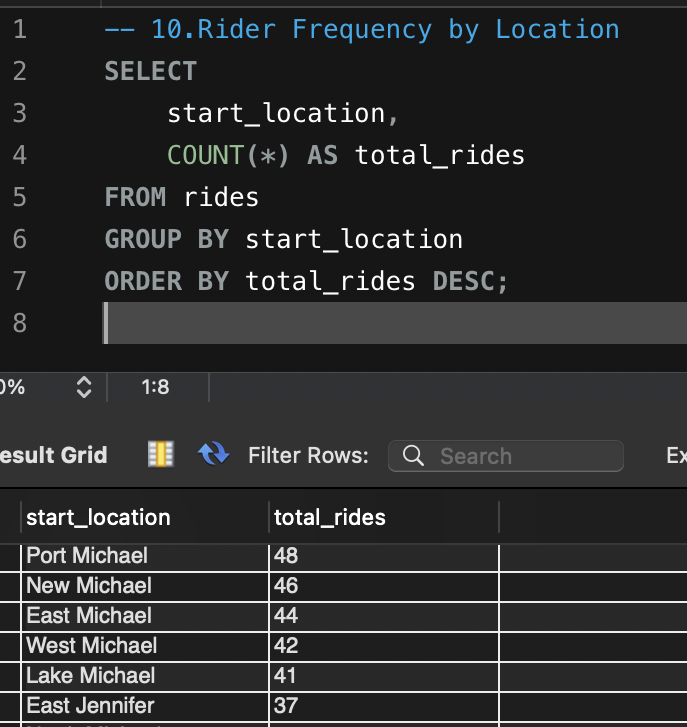 1 -- 10.Rider Frequency by Location
2 SELECT
3 start_location,
4 COUNT(*) AS total_rides
5 FROM rides
6 GROUP BY start_location
7 ORDER BY total_rides DESC;
8
0% 1:8
esult Grid Filter Rows: Search Ex
start_location total_rides
Port Michael 48
New Michael 46
East Michael 44
West Michael 42
Lake Michael 41
East Jennifer 37